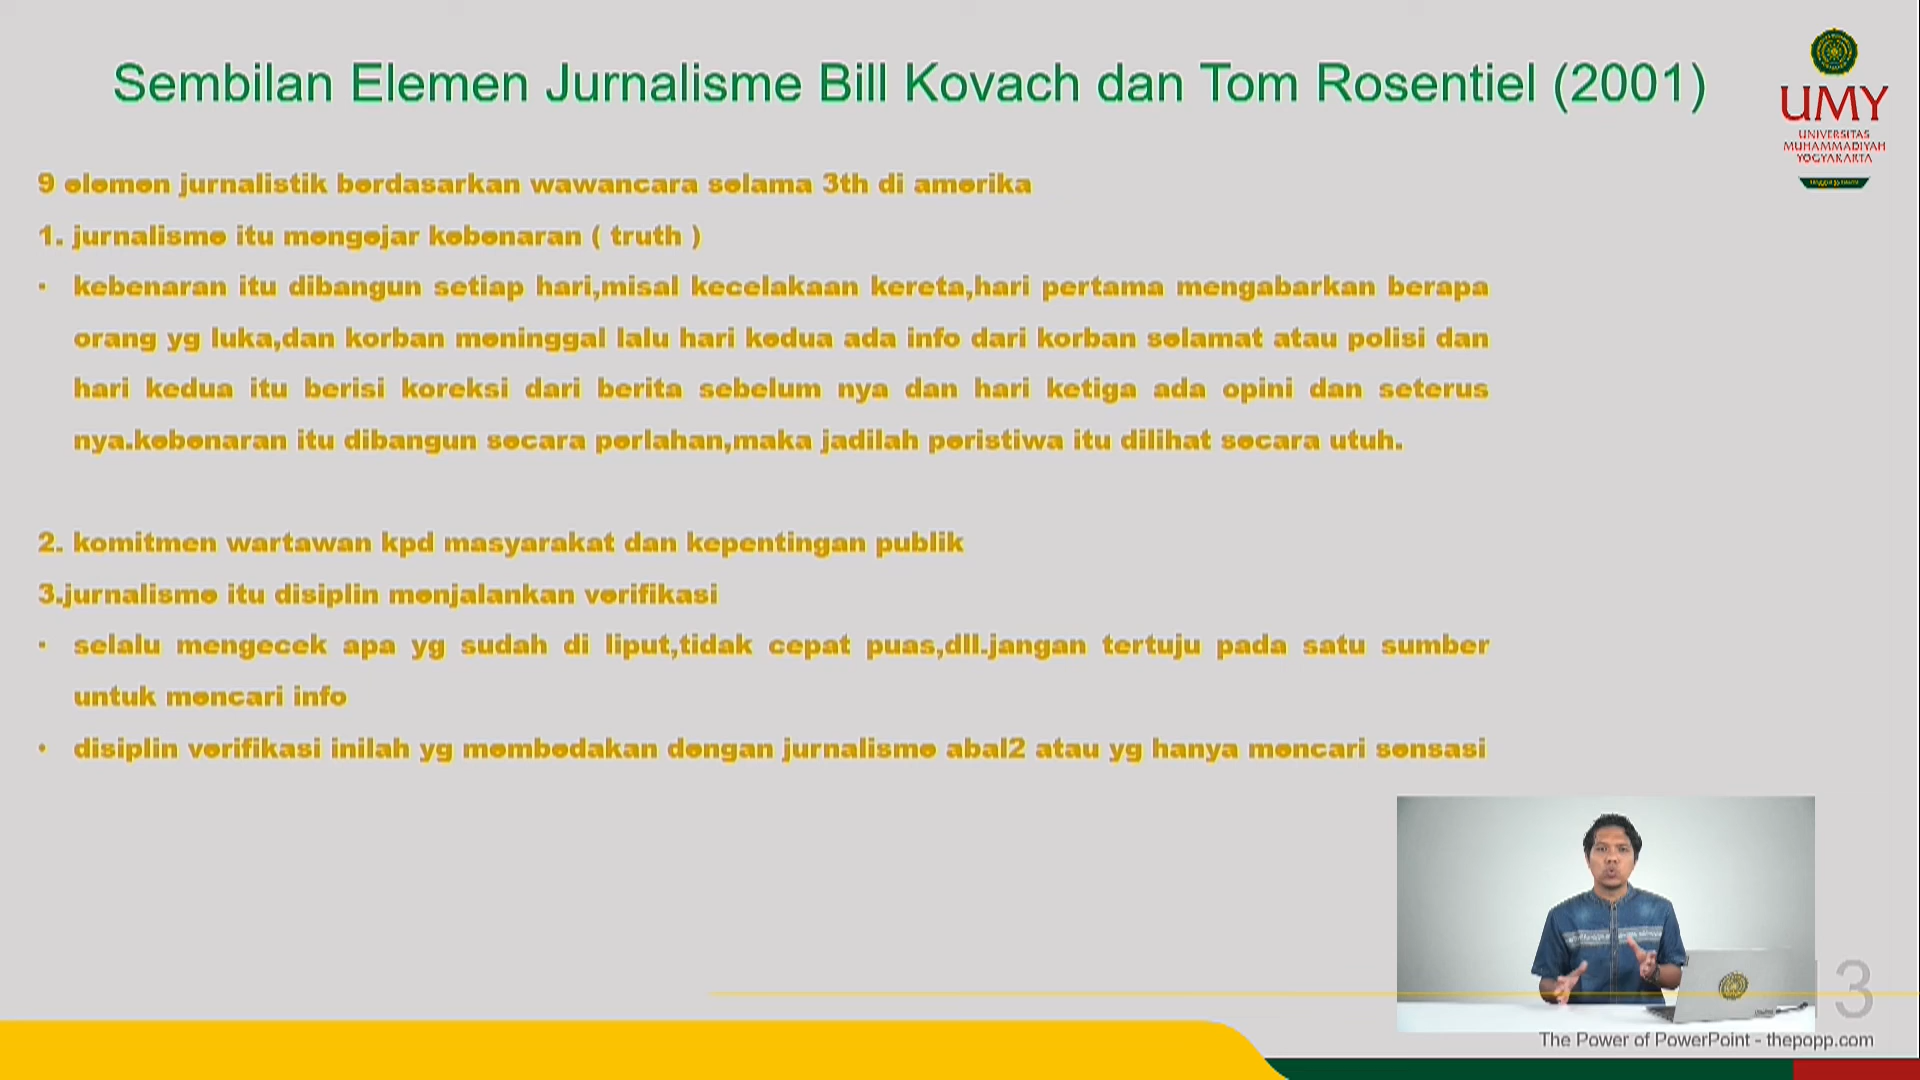 Sembilan Elemen Jurnalisme Bill Kovach dan Tom Rosentiel (2001)
UMY
UNIVERSITAS
MUHAMMADIYAH
YOGYAKARTA
9 elemen jurnalistik berdasarkan wawancara selama 3th di amerika
1. jurnalisme itu mengejar kebenaran ( truth )
• kebenaran itu dibangun setiap hari,misal kecelakaan kereta,hari pertama mengabarkan berapa
orang yg luka,dan korban meninggal lalu hari kedua ada info dari korban selamat atau polisi dan
hari kedua itu berisi koreksi dari berita sebelum nya dan hari ketiga ada opini dan seterus
nya.kebenaran itu dibangun secara perlahan,maka jadilah peristiwa itu dilihat secara utuh.
2. komitmen wartawan kpd masyarakat dan kepentingan publik
3.jurnalisme itu disiplin menjalankan verifikasi
• selalu mengecek apa yg sudah di liput,tidak cepat puas,dll.jangan tertuju pada satu sumber
untuk mencari info
• disiplin verifikasi inilah yg membedakan dengan jurnalisme abal2 atau yg hanya mencari sensasi
13
The Power of PowerPoint - thepopp.com